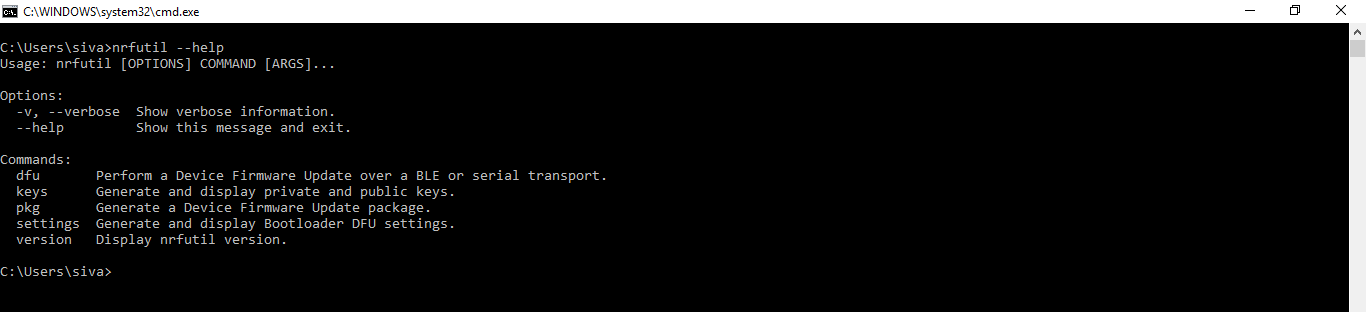 C:\WINDOWS\system32\cmd.exe
C:\Users\siva>nrfutil --help
Usage: nrfutil [OPTIONS] COMMAND [ARGS]...
Options:
  -v, --verbose  Show verbose information.
  --help         Show this message and exit.
Commands:
  dfu       Perform a Device Firmware Update over a BLE or serial transport.
  keys      Generate and display private and public keys.
  pkg       Generate a Device Firmware Update package.
  settings  Generate and display Bootloader DFU settings.
  version   Display nrfutil version.
C:\Users\siva>